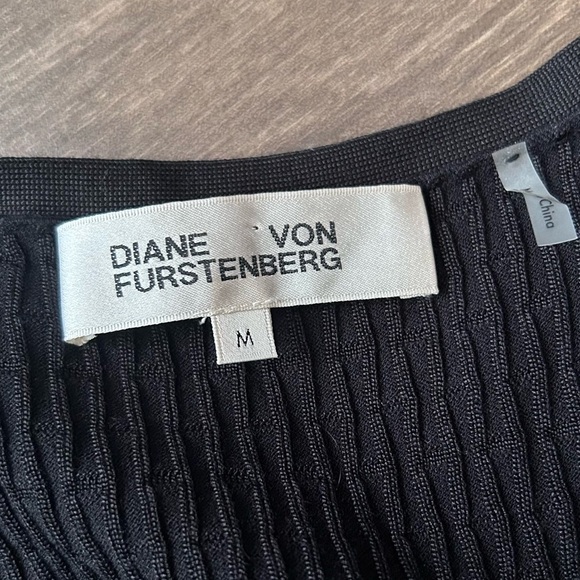 DIANE VON
FURSTENBERG
M
China